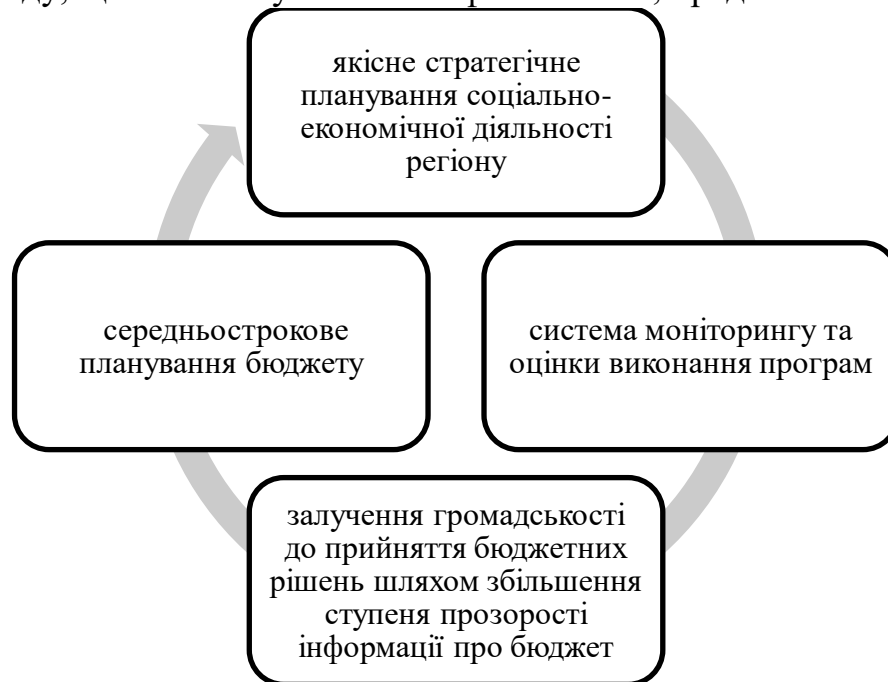 якісне стратегічне
планування соціально-
економічної діяльності
регіону
середньострокове
планування бюджету
система моніторингу та
оцінки виконання програм
залучення громадськості
до прийняття бюджетних
рішень шляхом збільшення
ступеня прозорості
інформації про бюджет